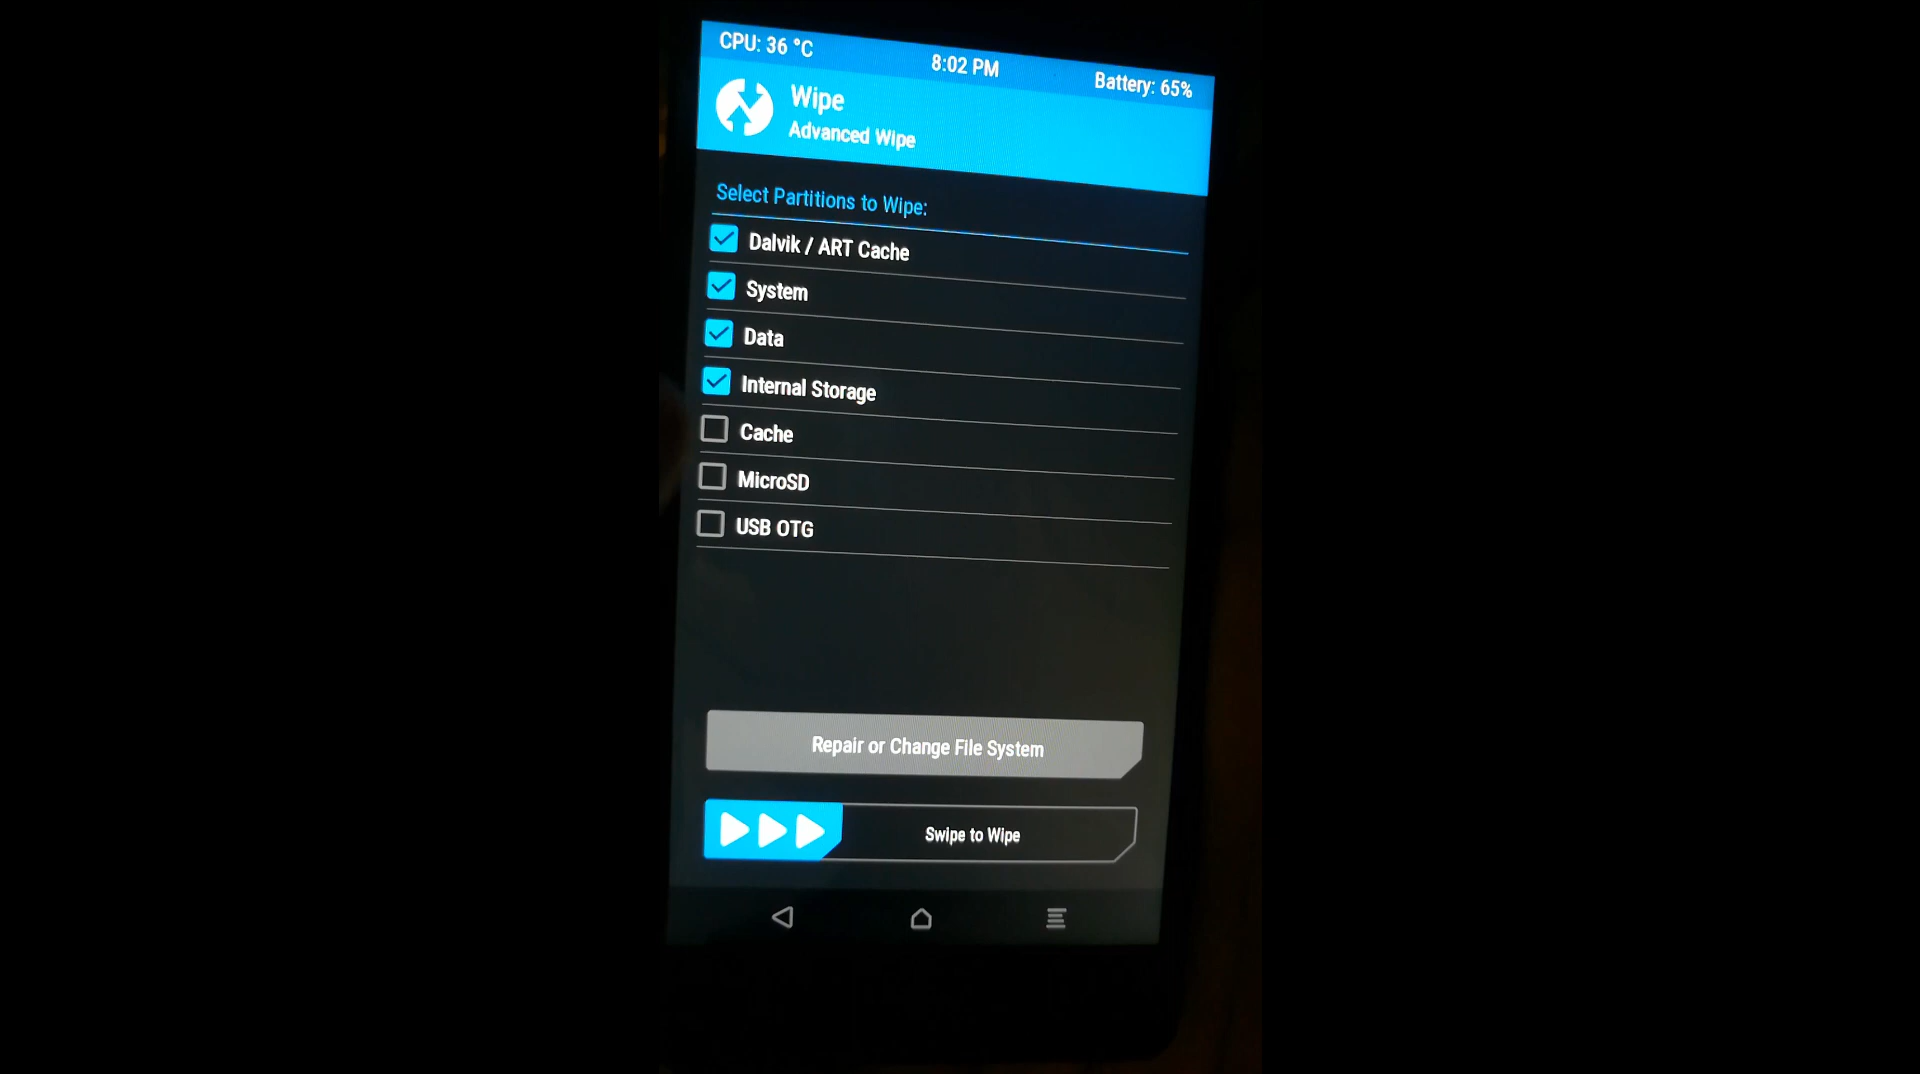 CPU: 36 °C
8:02 PM
Battery: 65%
Wipe
Advanced Wipe
Select Partitions to Wipe:
Dalvik / ART Cache
System
Data
Internal Storage
Cache
MicroSD
USB OTG
Repair or Change File System
Swipe to Wipe